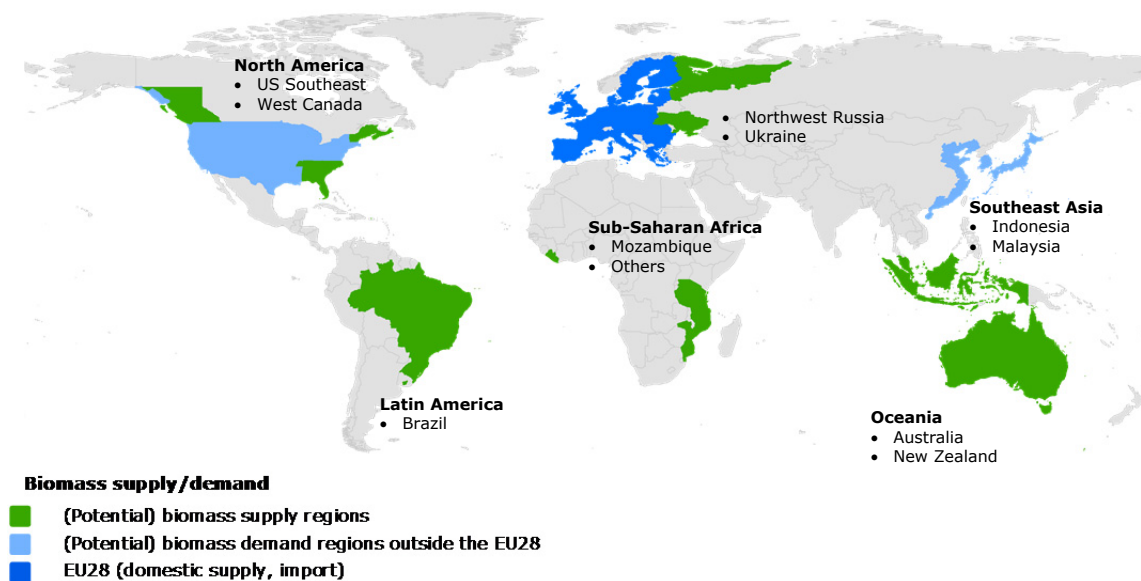 North America
• US Southeast
• West Canada
• Northwest Russia
• Ukraine
Sub-Saharan Africa
• Mozambique
• Others
Southeast Asia
• Indonesia
• Malaysia
Latin America
• Brazil
Oceania
• Australia
• New Zealand
Biomass supply/demand
(Potential) biomass supply regions
(Potential) biomass demand regions outside the EU28
EU28 (domestic supply, import)